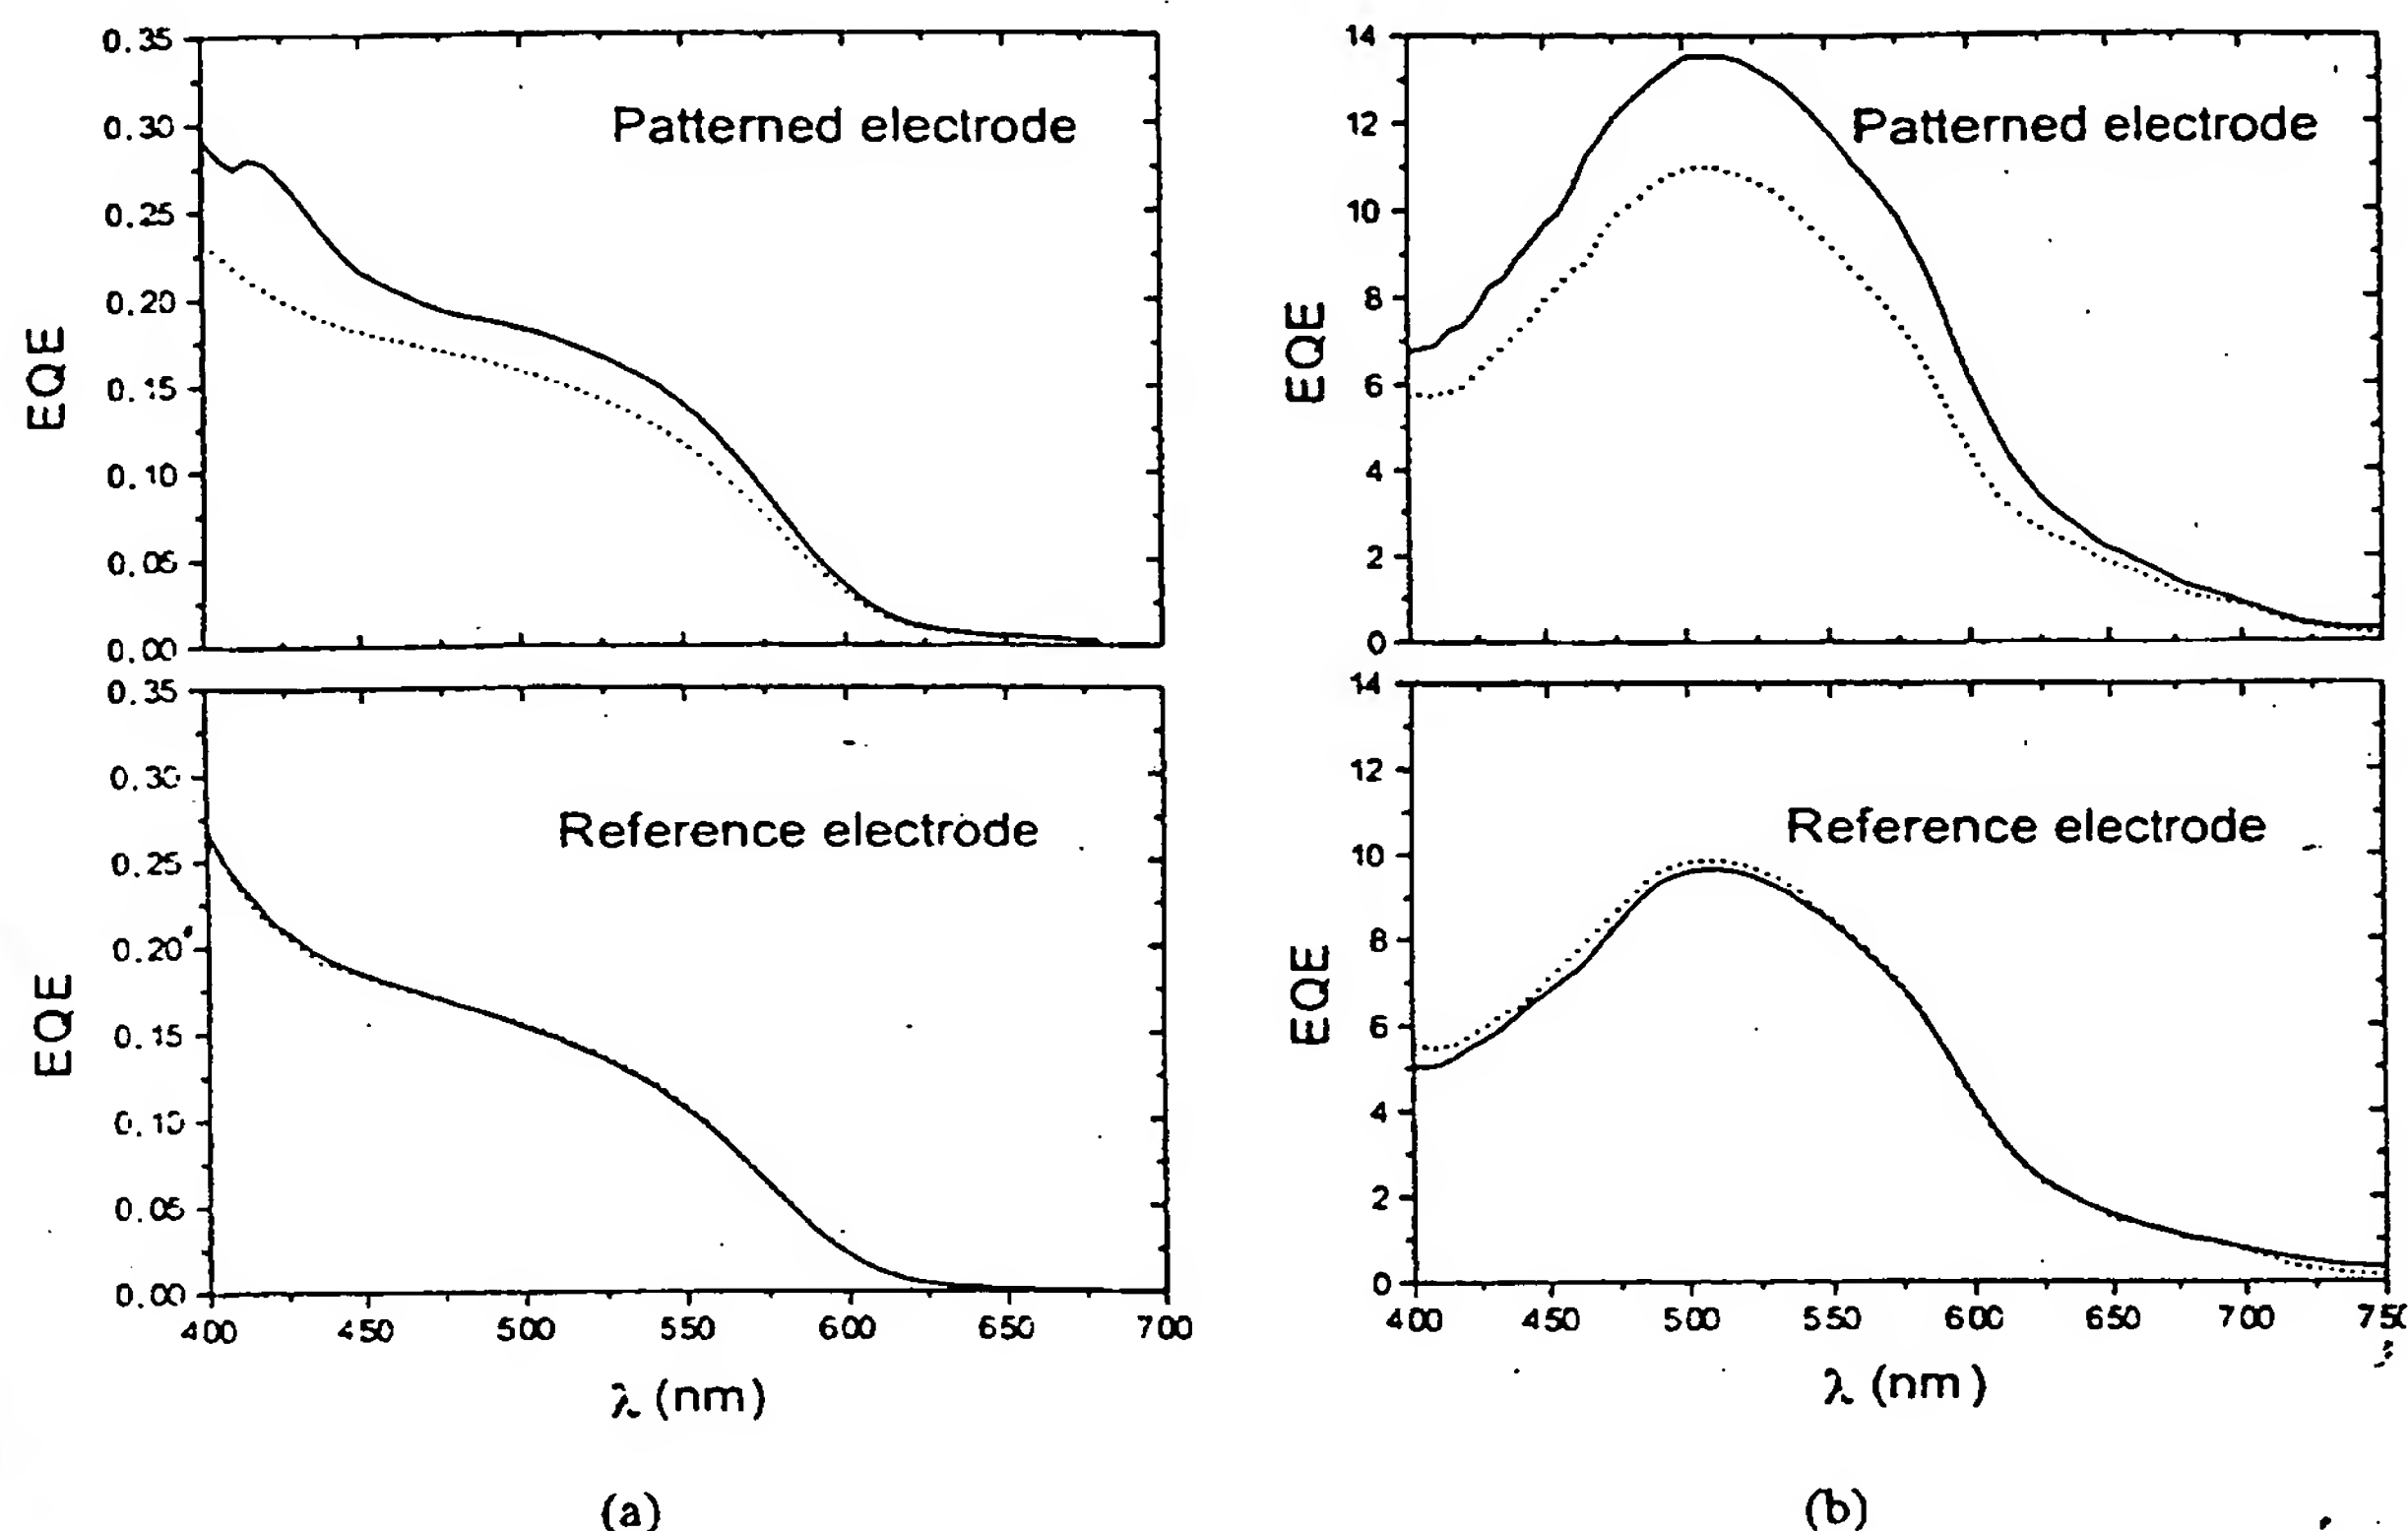 0.35
0.30
0.25
0.20
0.15
0.10
0.05
0.00
EQE
Patterned electrode
0.35
0.30
0.25
0.20
0.15
0.10
0.05
0.00
EQE
Reference electrode
400 450 500 550 600 650 700
λ (nm)
(a)
14
12
10
8
6
4
2
0
EQE
Patterned electrode
14
12
10
8
6
4
2
0
EQE
Reference electrode
400 450 500 550 600 650 700 750
λ (nm)
(b)